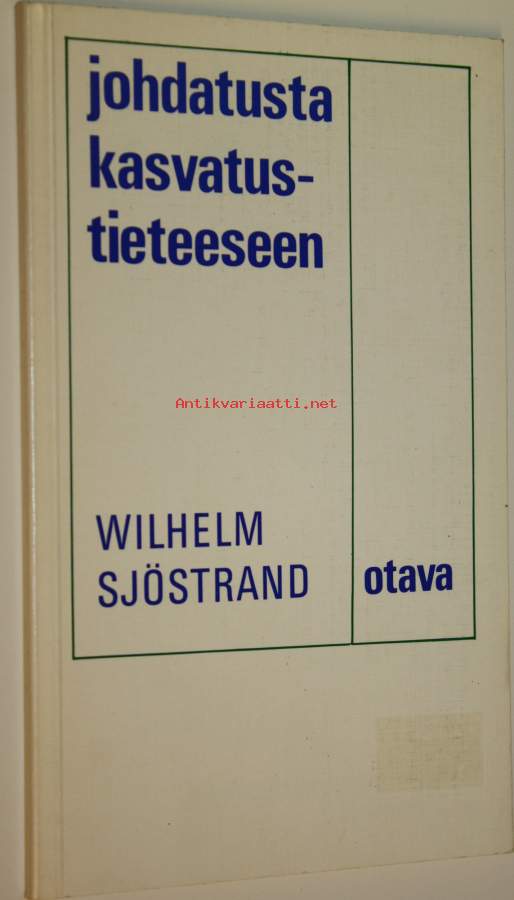 johdatusta
kasvatus-
tieteeseen
Antikvariaatti.net
WILHELM
SJÖSTRAND
otava